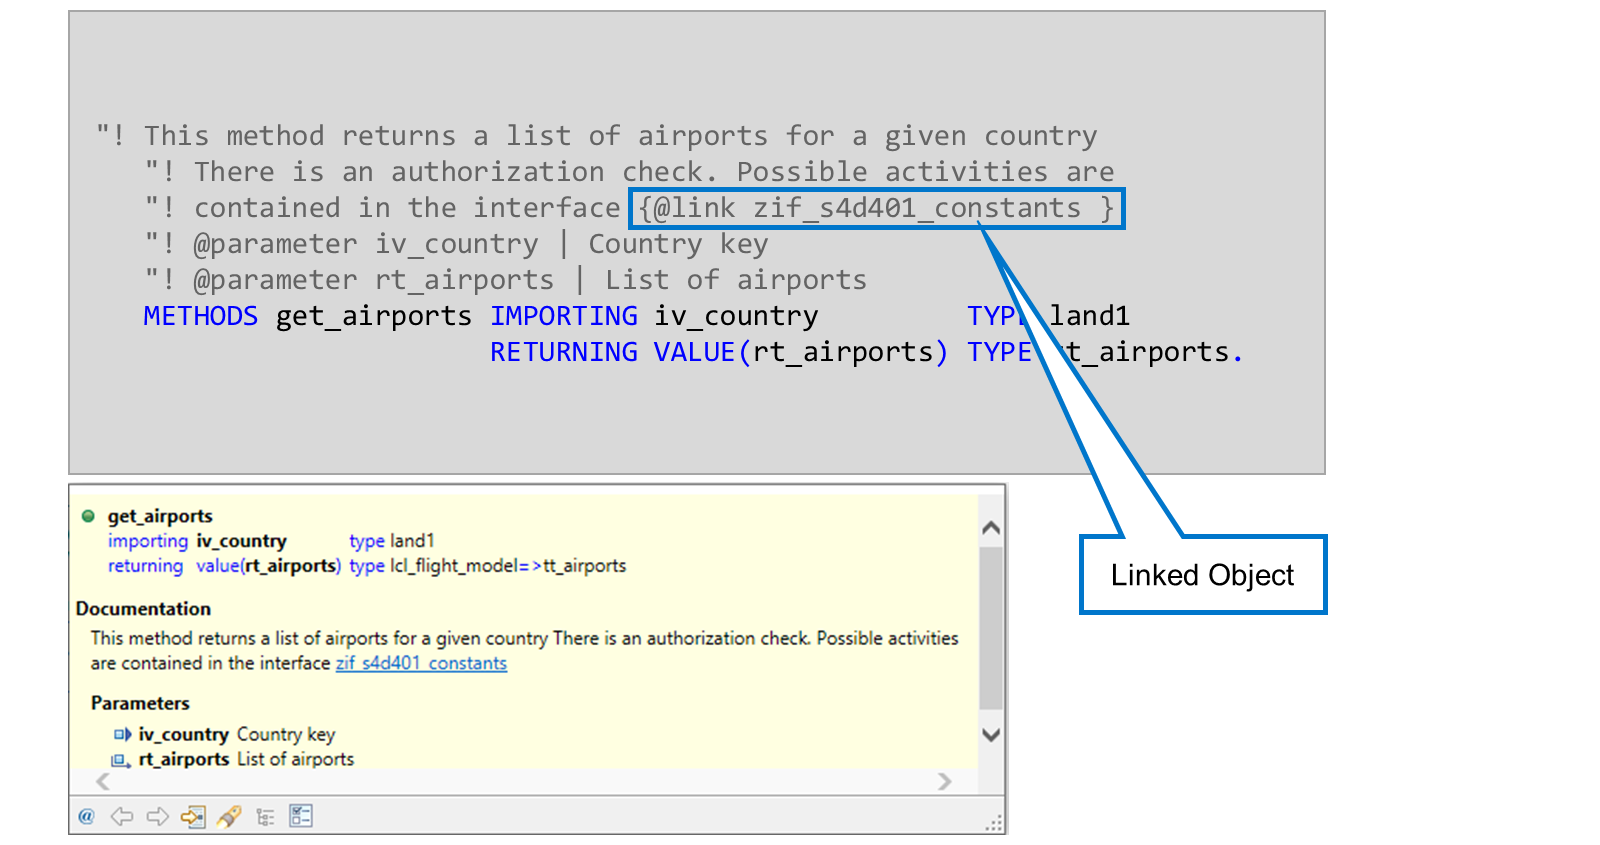 "! This method returns a list of airports for a given country
"! There is an authorization check. Possible activities are
"! contained in the interface {@link zif_s4d401_constants }
"! @parameter iv_country | Country key
"! @parameter rt_airports | List of airports
METHODS get_airports IMPORTING iv_country TYPE land1
RETURNING VALUE(rt_airports) TYPE t_airports.
Linked Object
get_airports
importing iv_country type land1
returning value(rt_airports) type lcl_flight_model=>tt_airports
Documentation
This method returns a list of airports for a given country There is an authorization check. Possible activities
are contained in the interface zif_s4d401_constants
Parameters
iv_country Country key
rt_airports List of airports
@